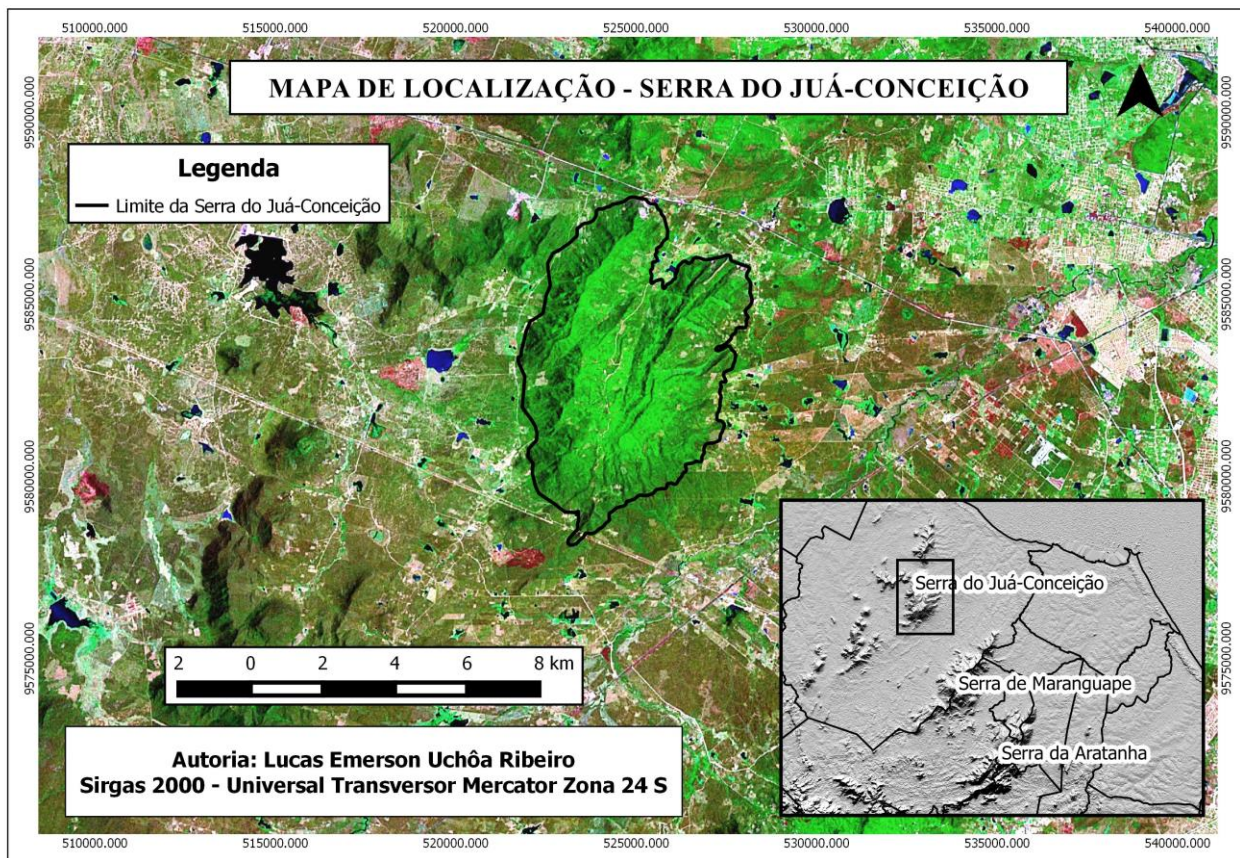 510000.000 515000.000 520000.000 525000.000 530000.000 535000.000 540000.000
MAPA DE LOCALIZAÇÃO - SERRA DO JUÁ-CONCEIÇÃO
9590000.000 9590000.000
Legenda
Limite da Serra do Juá-Conceição
9585000.000 9585000.000
9580000.000 9580000.000
Serra do Juá-Conceição
9575000.000 9575000.000
2 0 2 4 6 8 km
Serra de Maranguape
Serra da Aratanha
Autoria: Lucas Emerson Uchôa Ribeiro
Sirgas 2000 - Universal Transversor Mercator Zona 24 S
510000.000 515000.000 520000.000 525000.000 530000.000 535000.000 540000.000